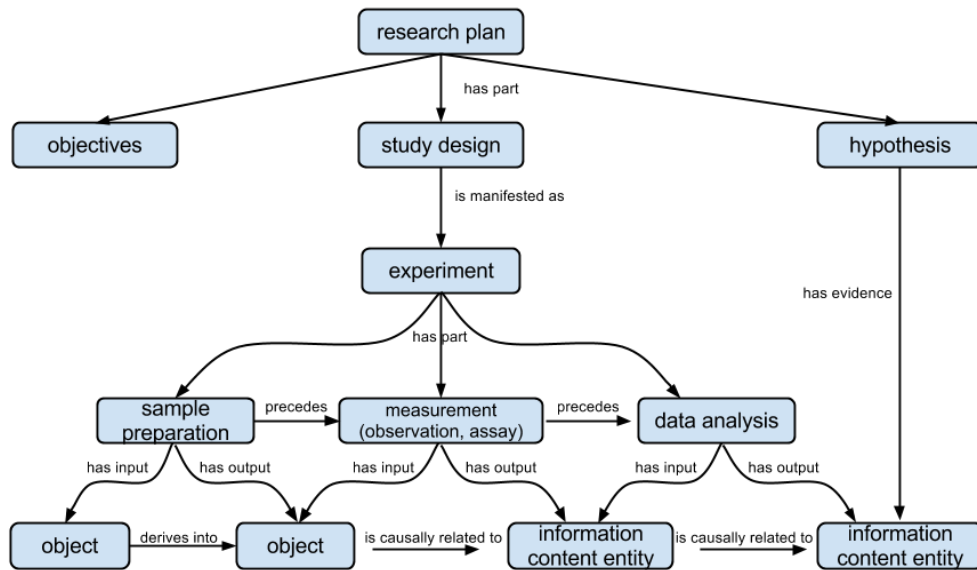 research plan
has part
objectives
study design
hypothesis
is manifested as
experiment
has evidence
has part
sample
preparation
precedes
measurement
(observation, assay)
precedes
data analysis
has input
has output
has input
has output
has input
has output
object
derives into
object
is causally related to
information
content entity
is causally related to
information
content entity